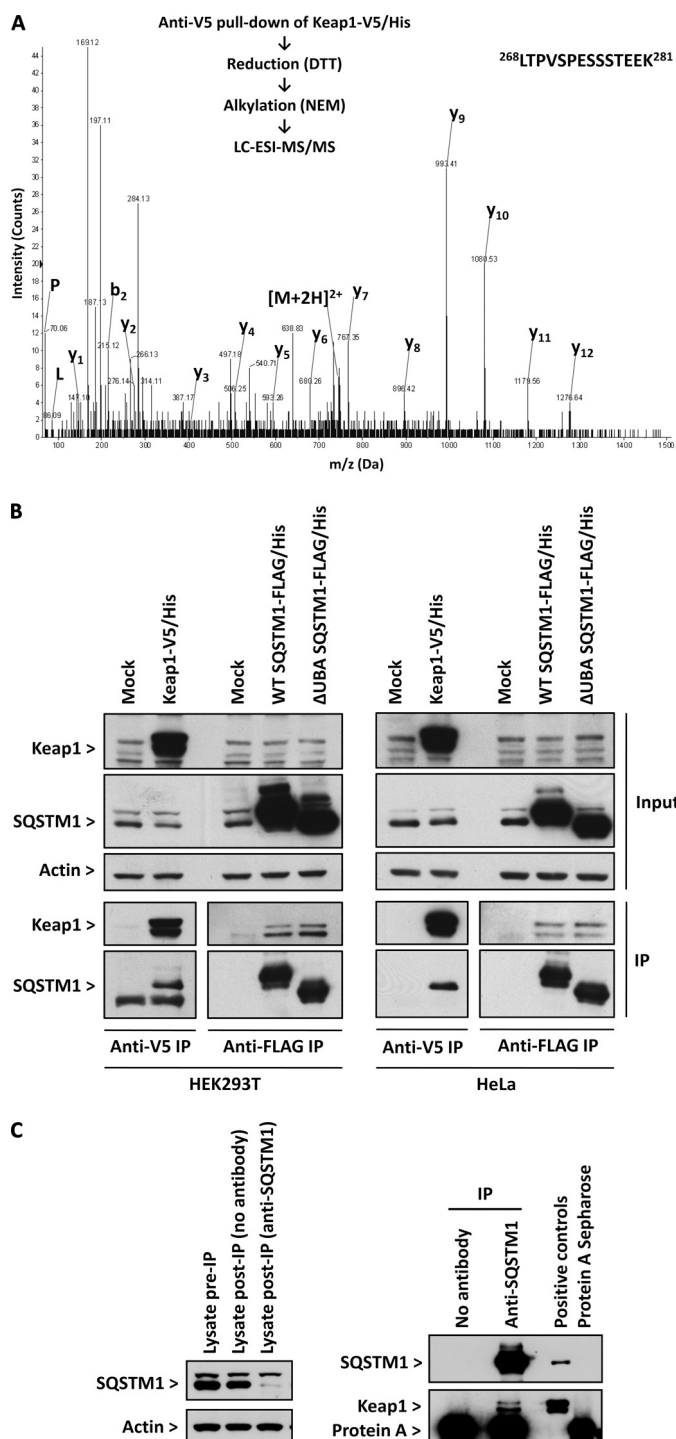 A
Anti-V5 pull-down of Keap1-V5/His
↓
Reduction (DTT)
↓
Alkylation (NEM)
↓
LC-ESI-MS/MS
²⁶⁸LTPVSPESSSTEEK²⁸¹
Intensity (Counts)
44
42
40
38
36
34
32
30
28
26
24
22
20
18
16
14
12
10
8
6
4
2
0
169.12
197.11
284.13
y₉
993.41
y₁₀
1080.53
187.13
P
70.06
b₂
215.12
y₂
266.13
[M+2H]²⁺
638.83
y₇
767.35
L
86.09
y₁
147.10
276.14
314.11
y₃
387.17
497.18
y₄
506.25
540.71
y₅
593.26
y₆
680.26
y₈
896.42
y₁₁
1179.56
y₁₂
1276.64
100 200 300 400 500 600 700 800 900 1000 1100 1200 1300 1400 1500
m/z (Da)
B
Mock
Keap1-V5/His
Mock
WT SQSTM1-FLAG/His
ΔUBA SQSTM1-FLAG/His
Mock
Keap1-V5/His
Mock
WT SQSTM1-FLAG/His
ΔUBA SQSTM1-FLAG/His
Keap1 >
SQSTM1 >
Actin >
Input
Keap1 >
SQSTM1 >
IP
Anti-V5 IP Anti-FLAG IP Anti-V5 IP Anti-FLAG IP
HEK293T HeLa
C
Lysate pre-IP
Lysate post-IP (no antibody)
Lysate post-IP (anti-SQSTM1)
SQSTM1 >
Actin >
IP
No antibody
Anti-SQSTM1
Positive controls
Protein A Sepharose
SQSTM1 >
Keap1 >
Protein A >